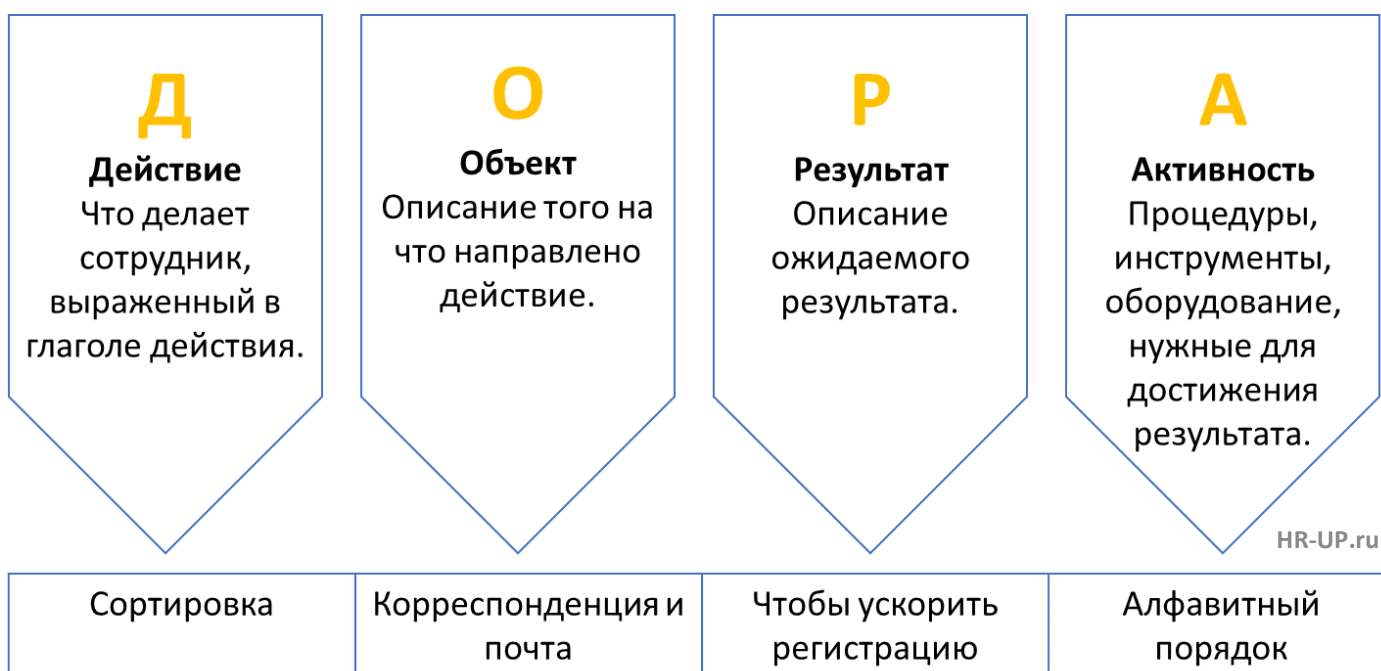 Д
Действие
Что делает
сотрудник,
выраженный в
глаголе действия.
О
Объект
Описание того на
что направлено
действие.
Р
Результат
Описание
ожидаемого
результата.
А
Активность
Процедуры,
инструменты,
оборудование,
нужные для
достижения
результата.
HR-UP.ru
Сортировка
Корреспонденция и
почта
Чтобы ускорить
регистрацию
Алфавитный
порядок